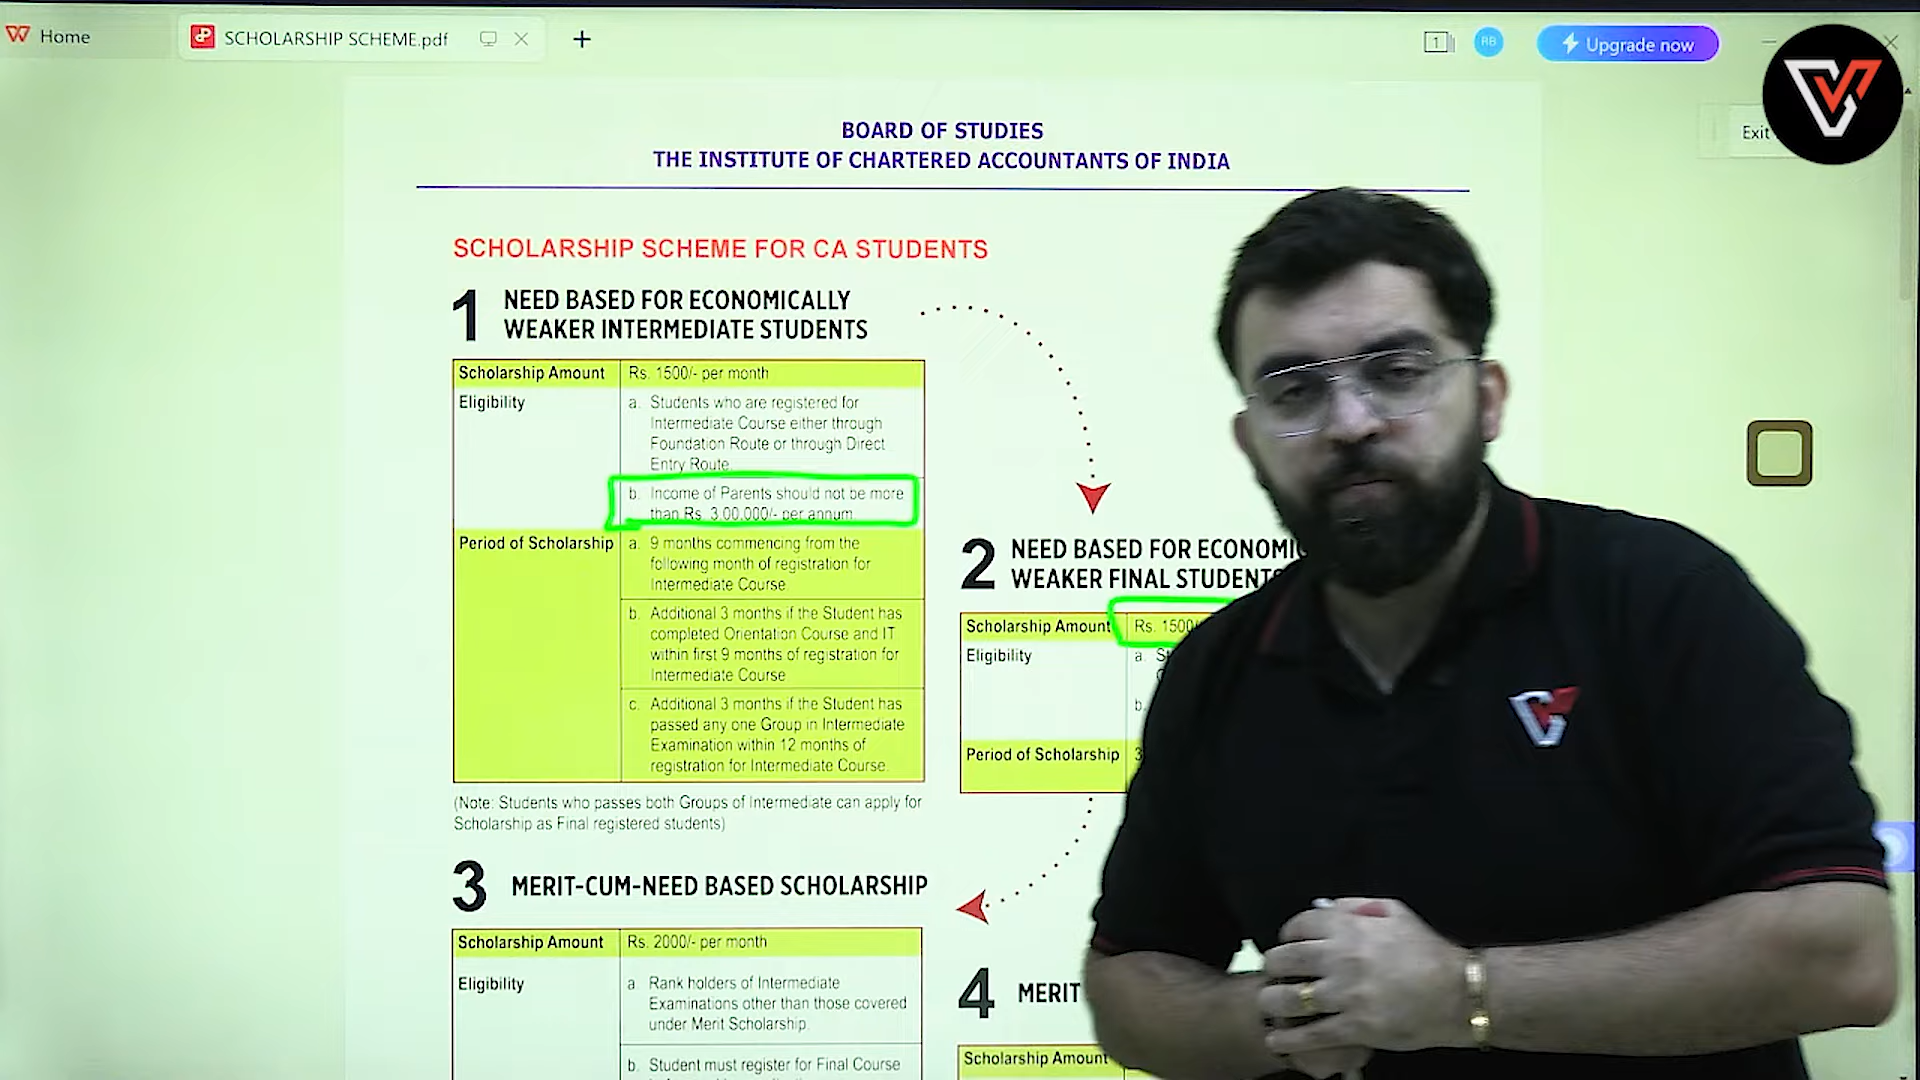 Home
SCHOLARSHIP SCHEME.pdf
1
RB
Upgrade now
Exit
BOARD OF STUDIES
THE INSTITUTE OF CHARTERED ACCOUNTANTS OF INDIA
SCHOLARSHIP SCHEME FOR CA STUDENTS
1 NEED BASED FOR ECONOMICALLY
WEAKER INTERMEDIATE STUDENTS
Scholarship Amount Rs. 1500/- per month
Eligibility a. Students who are registered for
Intermediate Course either through
Foundation Route or through Direct
Entry Route.
b. Income of Parents should not be more
than Rs. 3,00,000/- per annum.
Period of Scholarship a. 9 months commencing from the
following month of registration for
Intermediate Course
b. Additional 3 months if the Student has
completed Orientation Course and IT
within first 9 months of registration for
Intermediate Course
c. Additional 3 months if the Student has
passed any one Group in Intermediate
Examination within 12 months of
registration for Intermediate Course.
(Note: Students who passes both Groups of Intermediate can apply for
Scholarship as Final registered students)
2 NEED BASED FOR
WEAKER FINAL STUDENTS
Scholarship Amount Rs. 1500/
Eligibility a.
b.
Period of Scholarship 3
3 MERIT-CUM-NEED BASED SCHOLARSHIP
Scholarship Amount Rs. 2000/- per month
Eligibility a. Rank holders of Intermediate
Examinations other than those covered
under Merit Scholarship.
b. Student must register for Final Course
4 MERIT
Scholarship Amount